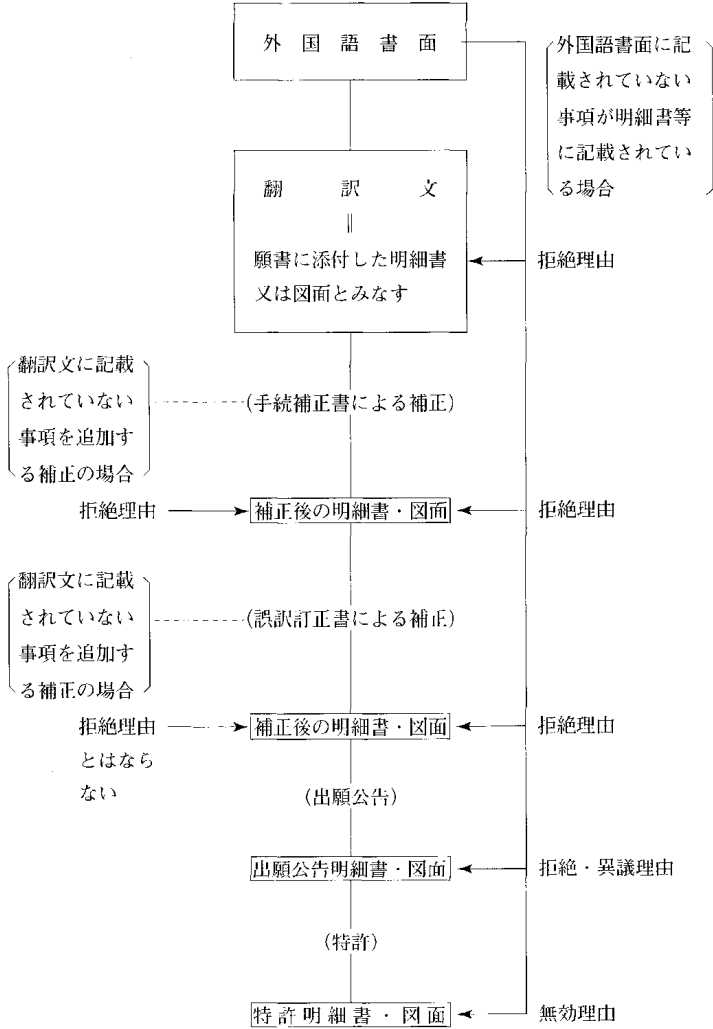 外国語書面
外国語書面に記
載されていない
事項が明細書等
に記載されてい
る場合
翻訳文
||
願書に添付した明細書
又は図面とみなす
拒絶理由
翻訳文に記載
されていない
事項を追加す
る補正の場合
(手続補正書による補正)
拒絶理由
補正後の明細書・図面
拒絶理由
翻訳文に記載
されていない
事項を追加す
る補正の場合
(誤訳訂正書による補正)
拒絶理由
とはなら
ない
補正後の明細書・図面
拒絶理由
(出願公告)
出願公告明細書・図面
拒絶・異議理由
(特許)
特許明細書・図面
無効理由